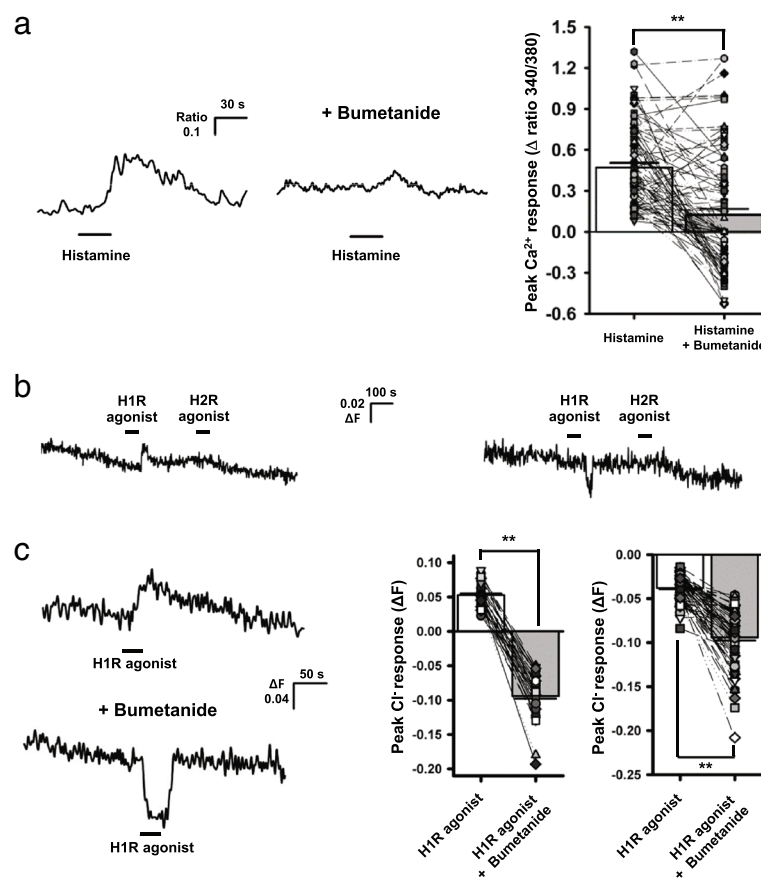 a
Ratio
0.1
30 s
+ Bumetanide
Histamine
Histamine
Peak Ca²⁺ response (Δ ratio 340/380)
**
1.5
1.2
0.9
0.6
0.3
0.0
-0.3
-0.6
Histamine
Histamine
+ Bumetanide
b
H1R
agonist
H2R
agonist
0.02
ΔF
100 s
H1R
agonist
H2R
agonist
c
H1R agonist
ΔF
0.04
50 s
+ Bumetanide
H1R agonist
Peak Cl⁻ response (ΔF)
**
0.10
0.05
0.00
-0.05
-0.10
-0.15
-0.20
H1R agonist
H1R agonist
+ Bumetanide
Peak Cl⁻ response (ΔF)
0.00
-0.05
-0.10
-0.15
-0.20
-0.25
**
H1R agonist
H1R agonist
+ Bumetanide